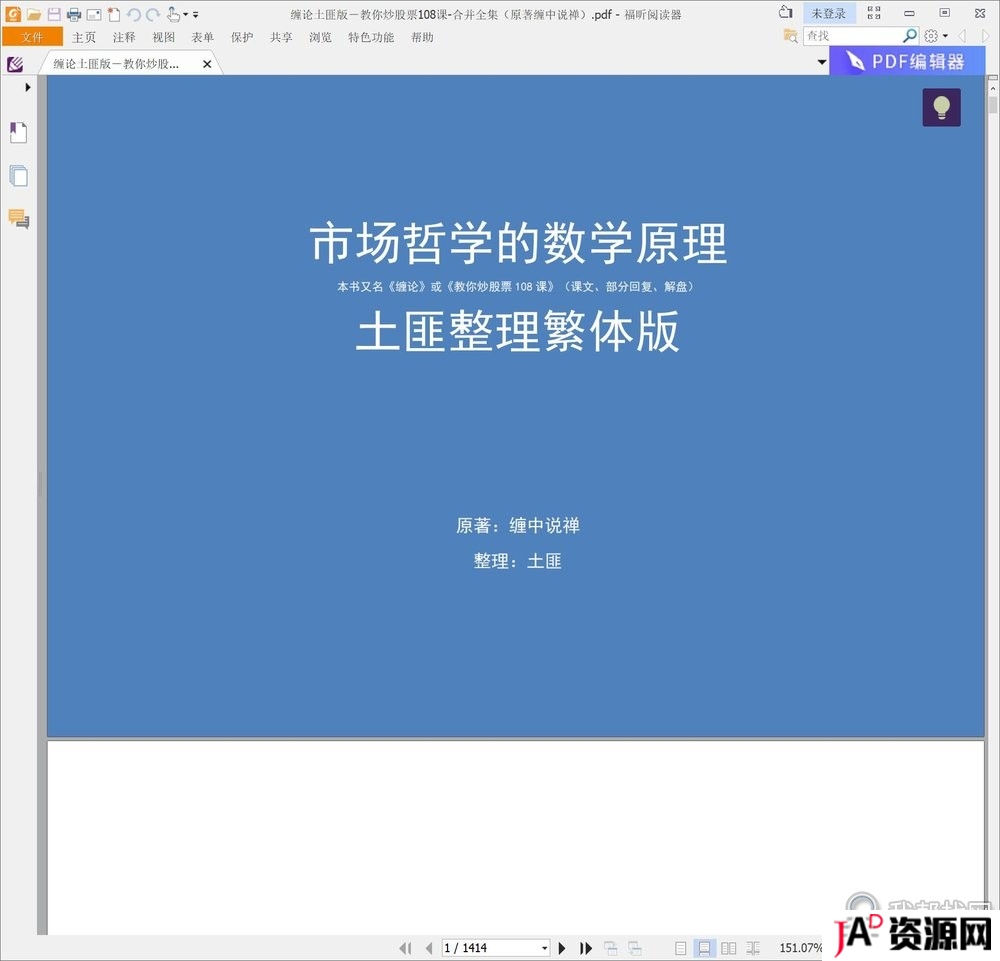 缠论土匪版－教你炒股票108课-合并全集（原著缠中说禅）.pdf - 福昕阅读器
未登录
文件 主页 注释 视图 表单 保护 共享 浏览 特色功能 帮助
查找
缠论土匪版－教你炒股...
PDF编辑器
市场哲学的数学原理
本书又名《缠论》或《教你炒股票 108 课》（课文、部分回复、解盘）
土匪整理繁体版
原著：缠中说禅
整理：土匪
1 / 1414
151.07%
JAD资源网